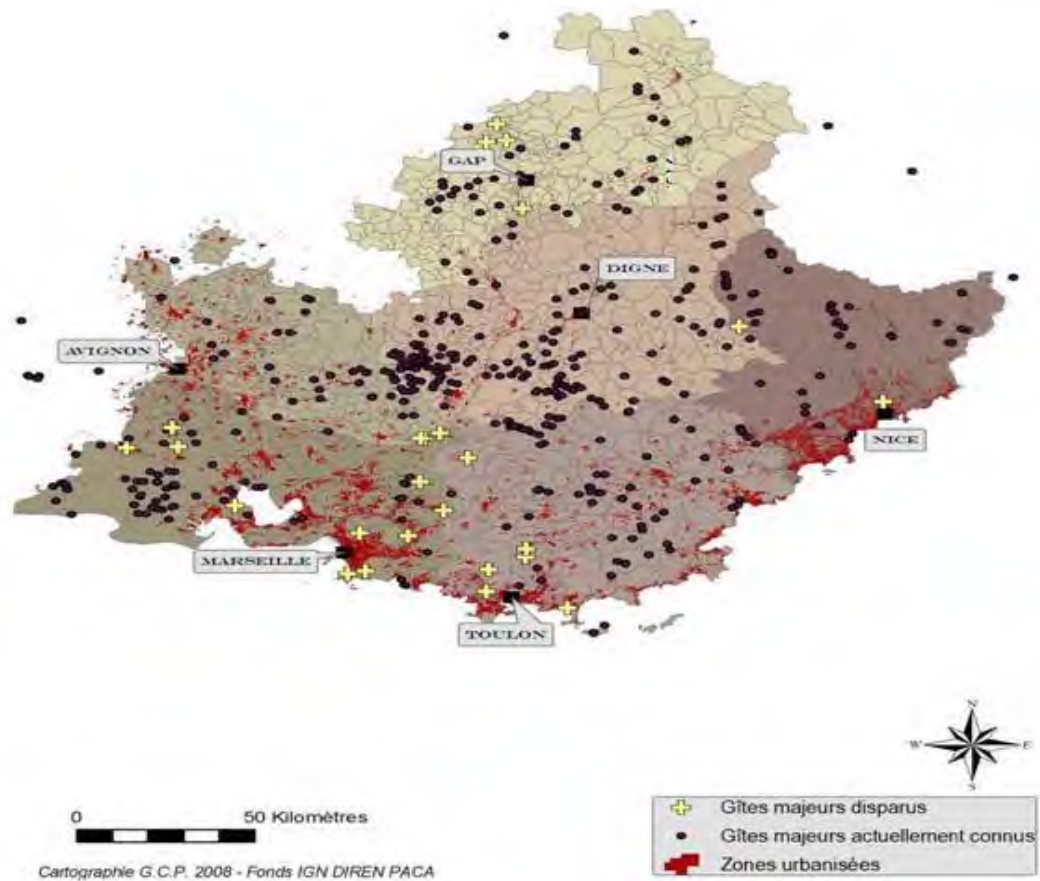 GAP
DIGNE
AVIGNON
NICE
MARSEILLE
TOULON
N
W E
S
0 50 Kilomètres
Cartographie G.C.P. 2008 - Fonds IGN DIREN PACA
Gîtes majeurs disparus
Gîtes majeurs actuellement connus
Zones urbanisées